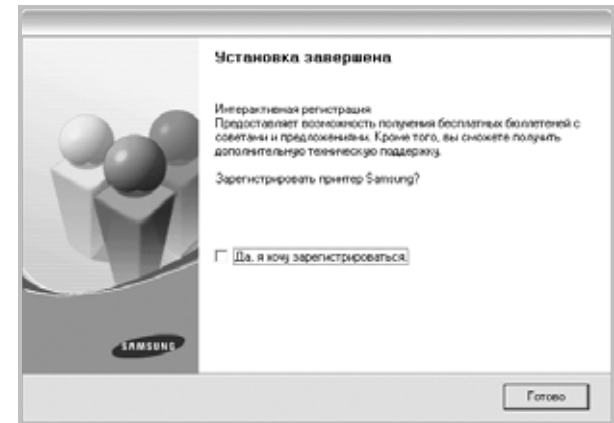 Установка завершена
Интерактивная регистрация
Предоставляет возможность получения бесплатных бюллетеней с
советами и предложениями. Кроме того, вы сможете получить
дополнительную техническую поддержку.
Зарегистрировать принтер Samsung?
Да, я хочу зарегистрироваться.
SAMSUNG
Готово